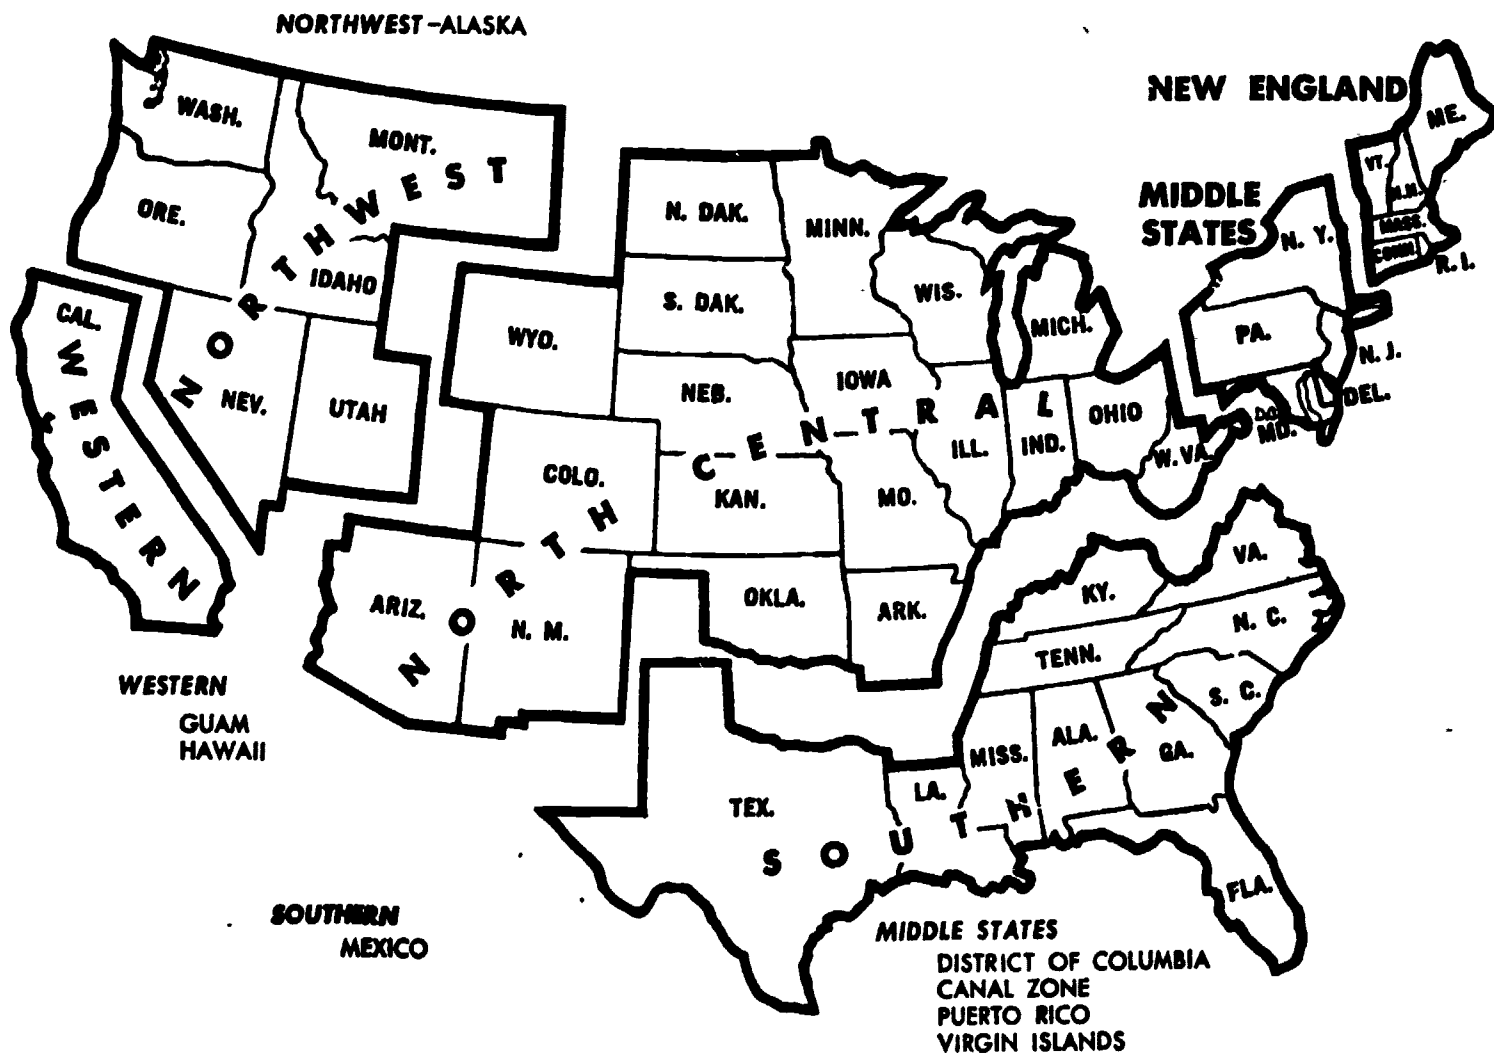 NORTHWEST-ALASKA
NEW ENGLAND
ME.
VT.
N.H.
MASS.
CONN.
R.I.
MIDDLE
STATES
N. Y.
PA.
N. J.
DEL.
D.C.
MD.
WASH.
MONT.
ORE.
IDAHO
NORTHWEST
NEV.
UTAH
CAL.
WESTERN
N. DAK.
MINN.
S. DAK.
WIS.
MICH.
WYO.
NEB.
IOWA
OHIO
ILL.
IND.
W. VA.
COLO.
KAN.
MO.
NORTH CENTRAL
ARIZ.
N. M.
OKLA.
ARK.
VA.
KY.
N. C.
TENN.
S. C.
MISS.
ALA.
GA.
LA.
TEX.
SOUTHERN
FLA.
WESTERN
GUAM
HAWAII
SOUTHERN
MEXICO
MIDDLE STATES
DISTRICT OF COLUMBIA
CANAL ZONE
PUERTO RICO
VIRGIN ISLANDS